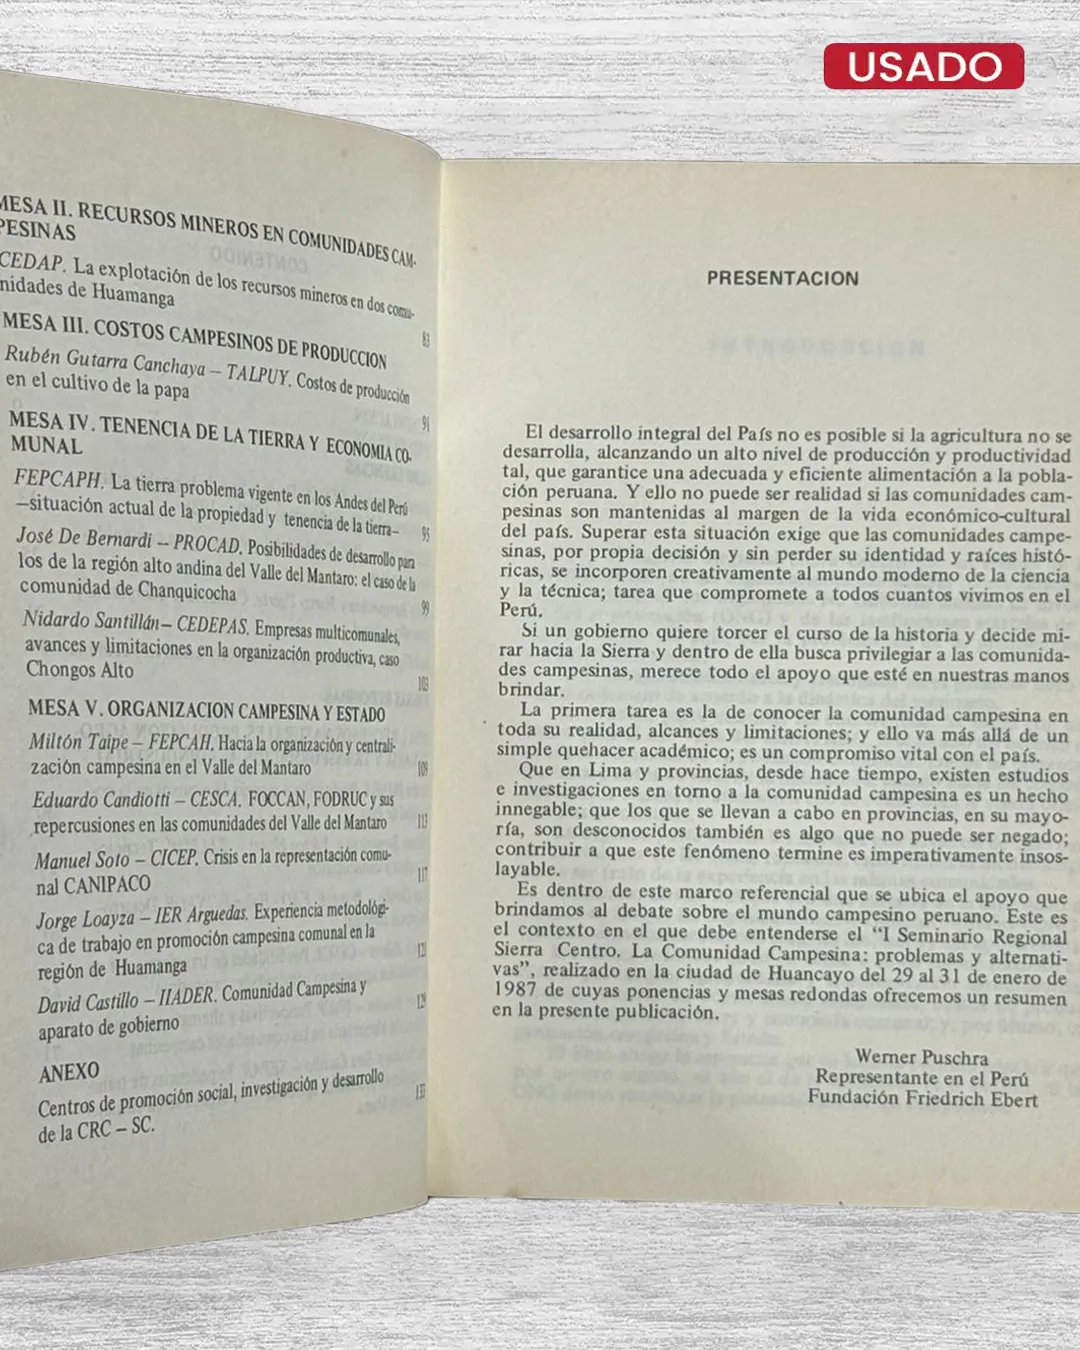 USADO
MESA II. RECURSOS MINEROS EN COMUNIDADES CAM-
PESINAS
CEDAP. La explotación de los recursos mineros en dos comu-
nidades de Huamanga 83
MESA III. COSTOS CAMPESINOS DE PRODUCCION
Rubén Gutarra Canchaya – TALPUY. Costos de producción
en el cultivo de la papa 91
MESA IV. TENENCIA DE LA TIERRA Y ECONOMIA CO-
MUNAL
FEPCAPH. La tierra problema vigente en los Andes del Perú
—situación actual de la propiedad y tenencia de la tierra— 95
José De Bernardi – PROCAD. Posibilidades de desarrollo para
los de la región alto andina del Valle del Mantaro: el caso de la
comunidad de Chanquicocha 99
Nidardo Santillán– CEDEPAS. Empresas multicomunales,
avances y limitaciones en la organización productiva, caso
Chongos Alto 103
MESA V. ORGANIZACION CAMPESINA Y ESTADO
Miltón Taipe – FEPCAH. Hacia la organización y centrali-
zación campesina en el Valle del Mantaro 109
Eduardo Candiotti – CESCA. FOCCAN, FODRUC y sus
repercusiones en las comunidades del Valle del Mantaro 113
Manuel Soto – CICEP. Crisis en la representación comu-
nal CANIPACO 117
Jorge Loayza – IER Arguedas. Experiencia metodológi-
ca de trabajo en promoción campesina comunal en la
región de Huamanga 121
David Castillo – IIADER. Comunidad Campesina y
aparato de gobierno 129
ANEXO
Centros de promoción social, investigación y desarrollo
de la CRC – SC.
PRESENTACION
El desarrollo integral del País no es posible si la agricultura no se
desarrolla, alcanzando un alto nivel de producción y productividad
tal, que garantice una adecuada y eficiente alimentación a la pobla-
ción peruana. Y ello no puede ser realidad si las comunidades cam-
pesinas son mantenidas al margen de la vida económico-cultural
del país. Superar esta situación exige que las comunidades campe-
sinas, por propia decisión y sin perder su identidad y raíces histó-
ricas, se incorporen creativamente al mundo moderno de la ciencia
y la técnica; tarea que compromete a todos cuantos vivimos en el
Perú.
Si un gobierno quiere torcer el curso de la historia y decide mi-
rar hacia la Sierra y dentro de ella busca privilegiar a las comunida-
des campesinas, merece todo el apoyo que esté en nuestras manos
brindar.
La primera tarea es la de conocer la comunidad campesina en
toda su realidad, alcances y limitaciones; y ello va más allá de un
simple quehacer académico; es un compromiso vital con el país.
Que en Lima y provincias, desde hace tiempo, existen estudios
e investigaciones en torno a la comunidad campesina es un hecho
innegable; que los que se llevan a cabo en provincias, en su mayo-
ría, son desconocidos también es algo que no puede ser negado;
contribuir a que este fenómeno termine es imperativamente insos-
layable.
Es dentro de este marco referencial que se ubica el apoyo que
brindamos al debate sobre el mundo campesino peruano. Este es
el contexto en el que debe entenderse el “I Seminario Regional
Sierra Centro. La Comunidad Campesina: problemas y alternati-
vas”, realizado en la ciudad de Huancayo del 29 al 31 de enero de
1987 de cuyas ponencias y mesas redondas ofrecemos un resumen
en la presente publicación.
Werner Puschra
Representante en el Perú
Fundación Friedrich Ebert